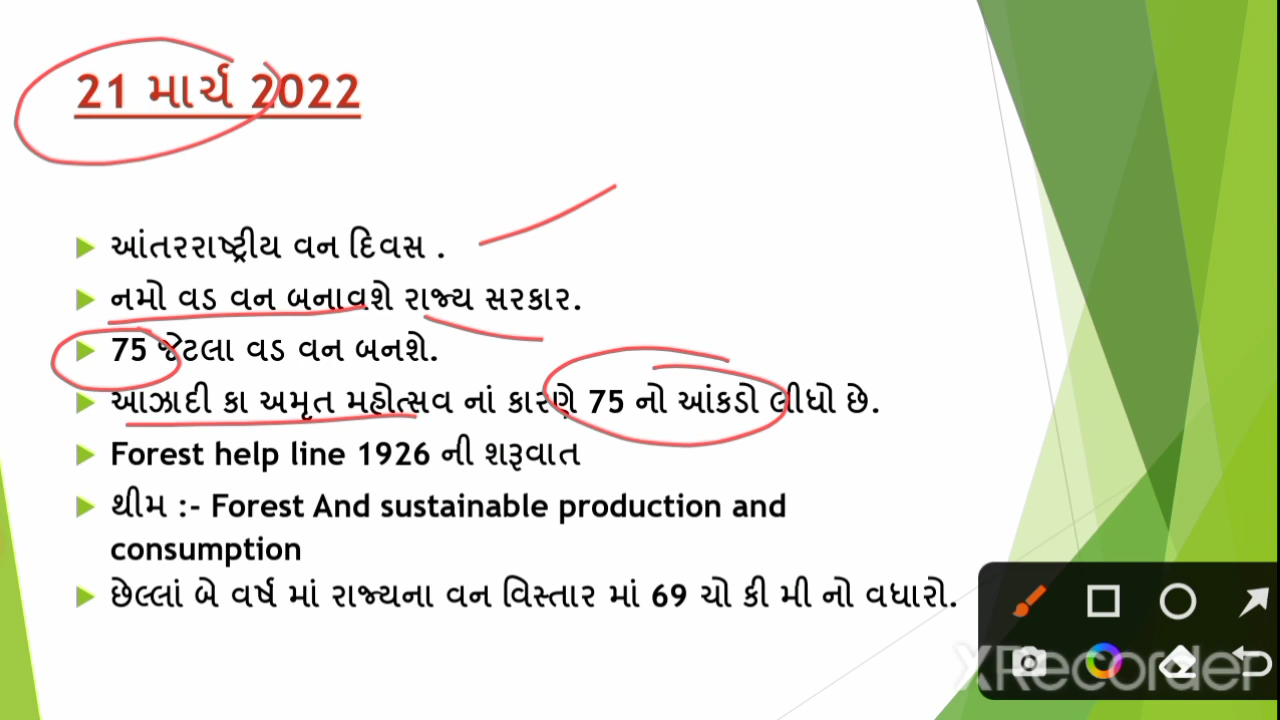 21 માર્ચ 2022
આંતરરાષ્ટ્રીય વન દિવસ .
નમો વડ વન બનાવશે રાજ્ય સરકાર.
75 જેટલા વડ વન બનશે.
આઝાદી કા અમૃત મહોત્સવ નાં કારણે 75 નો આંકડો લીધો છે.
Forest help line 1926 ની શરૂવાત
થીમ :- Forest And sustainable production and
consumption
છેલ્લાં બે વર્ષ માં રાજ્યના વન વિસ્તાર માં 69 ચો કી મી નો વધારો.
XRecorder